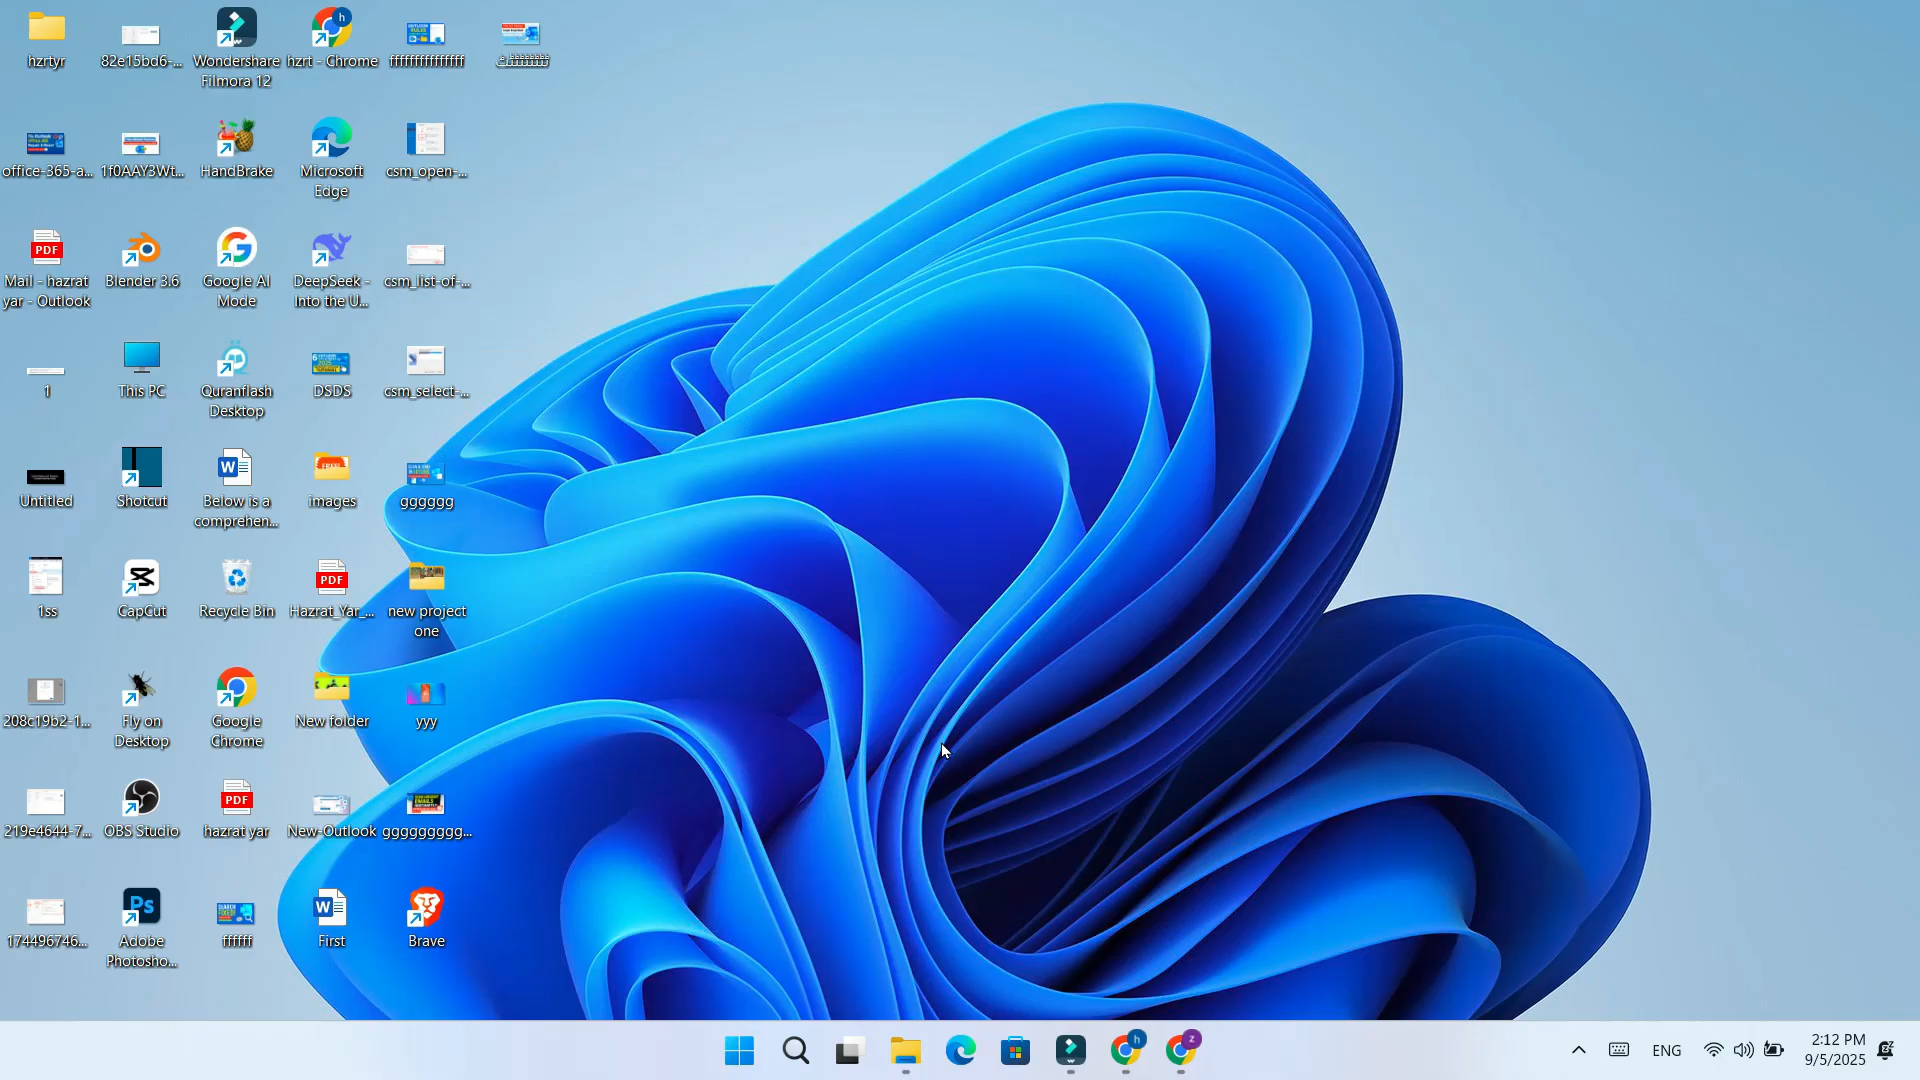 hzrtyr
82e15bd6-...
Wondershare
Filmora 12
hzrt - Chrome
office-365-a...
1f0AAY3Wt...
HandBrake
Microsoft
Edge
csm_open-...
PDF
Mail - hazrat
yar - Outlook
Blender 3.6
Google AI
Mode
DeepSeek -
Into the U...
csm_list-of-...
1
This PC
Quranflash
Desktop
DSDS
csm_select-...
Untitled
Shotcut
Below is a
comprehen...
images
gggggg
1ss
CapCut
Recycle Bin
PDF
Hazrat_Yar_...
new project
one
208c19b2-1...
Fly on
Desktop
Google
Chrome
New folder
yyy
219e4644-7...
OBS Studio
PDF
hazrat yar
New-Outlook
174496746...
Ps
Adobe
Photosho...
ffffff
First
Brave
ENG
2:12 PM
9/5/2025